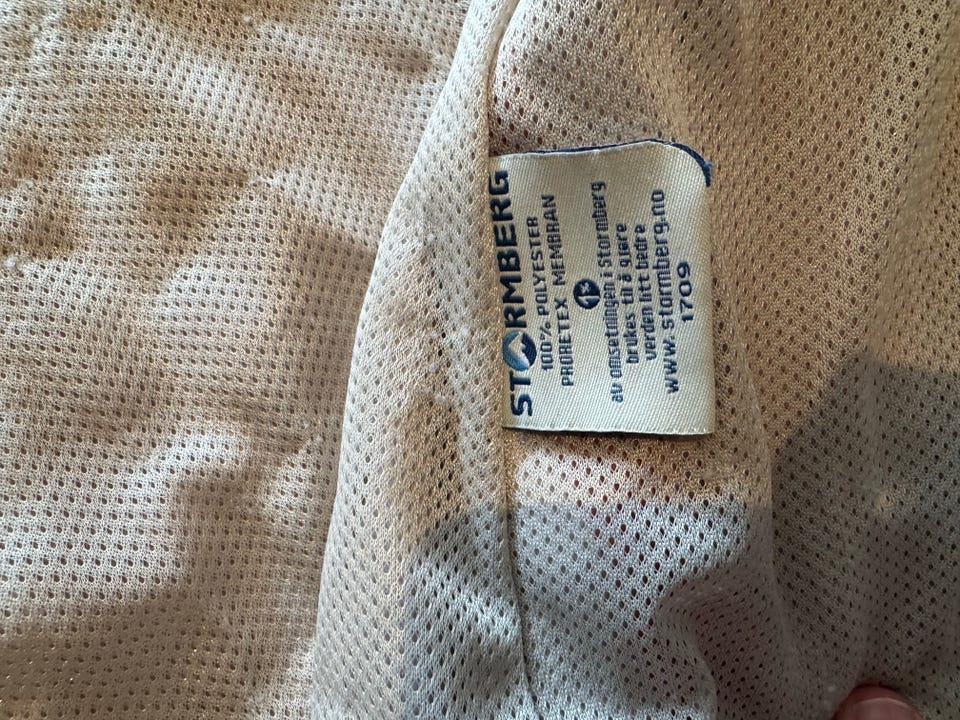 STORMBERG
100% POLYESTER
PRORETEX MEMBRAN
1%
av omsetningen i Stormberg
brukes til å gjøre
verden litt bedre
www.stormberg.no
1709